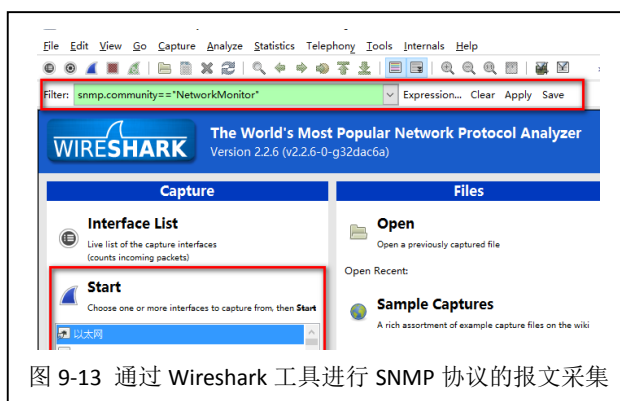 File Edit View Go Capture Analyze Statistics Telephony Tools Internals Help
Filter: snmp.community=="NetworkMonitor" Expression... Clear Apply Save
WIRESHARK
The World's Most Popular Network Protocol Analyzer
Version 2.2.6 (v2.2.6-0-g32dac6a)
Capture
Interface List
Live list of the capture interfaces
(counts incoming packets)
Start
Choose one or more interfaces to capture from, then Start
以太网
Files
Open
Open a previously captured file
Open Recent:
Sample Captures
A rich assortment of example capture files on the wiki
图 9-13 通过 Wireshark 工具进行 SNMP 协议的报文采集